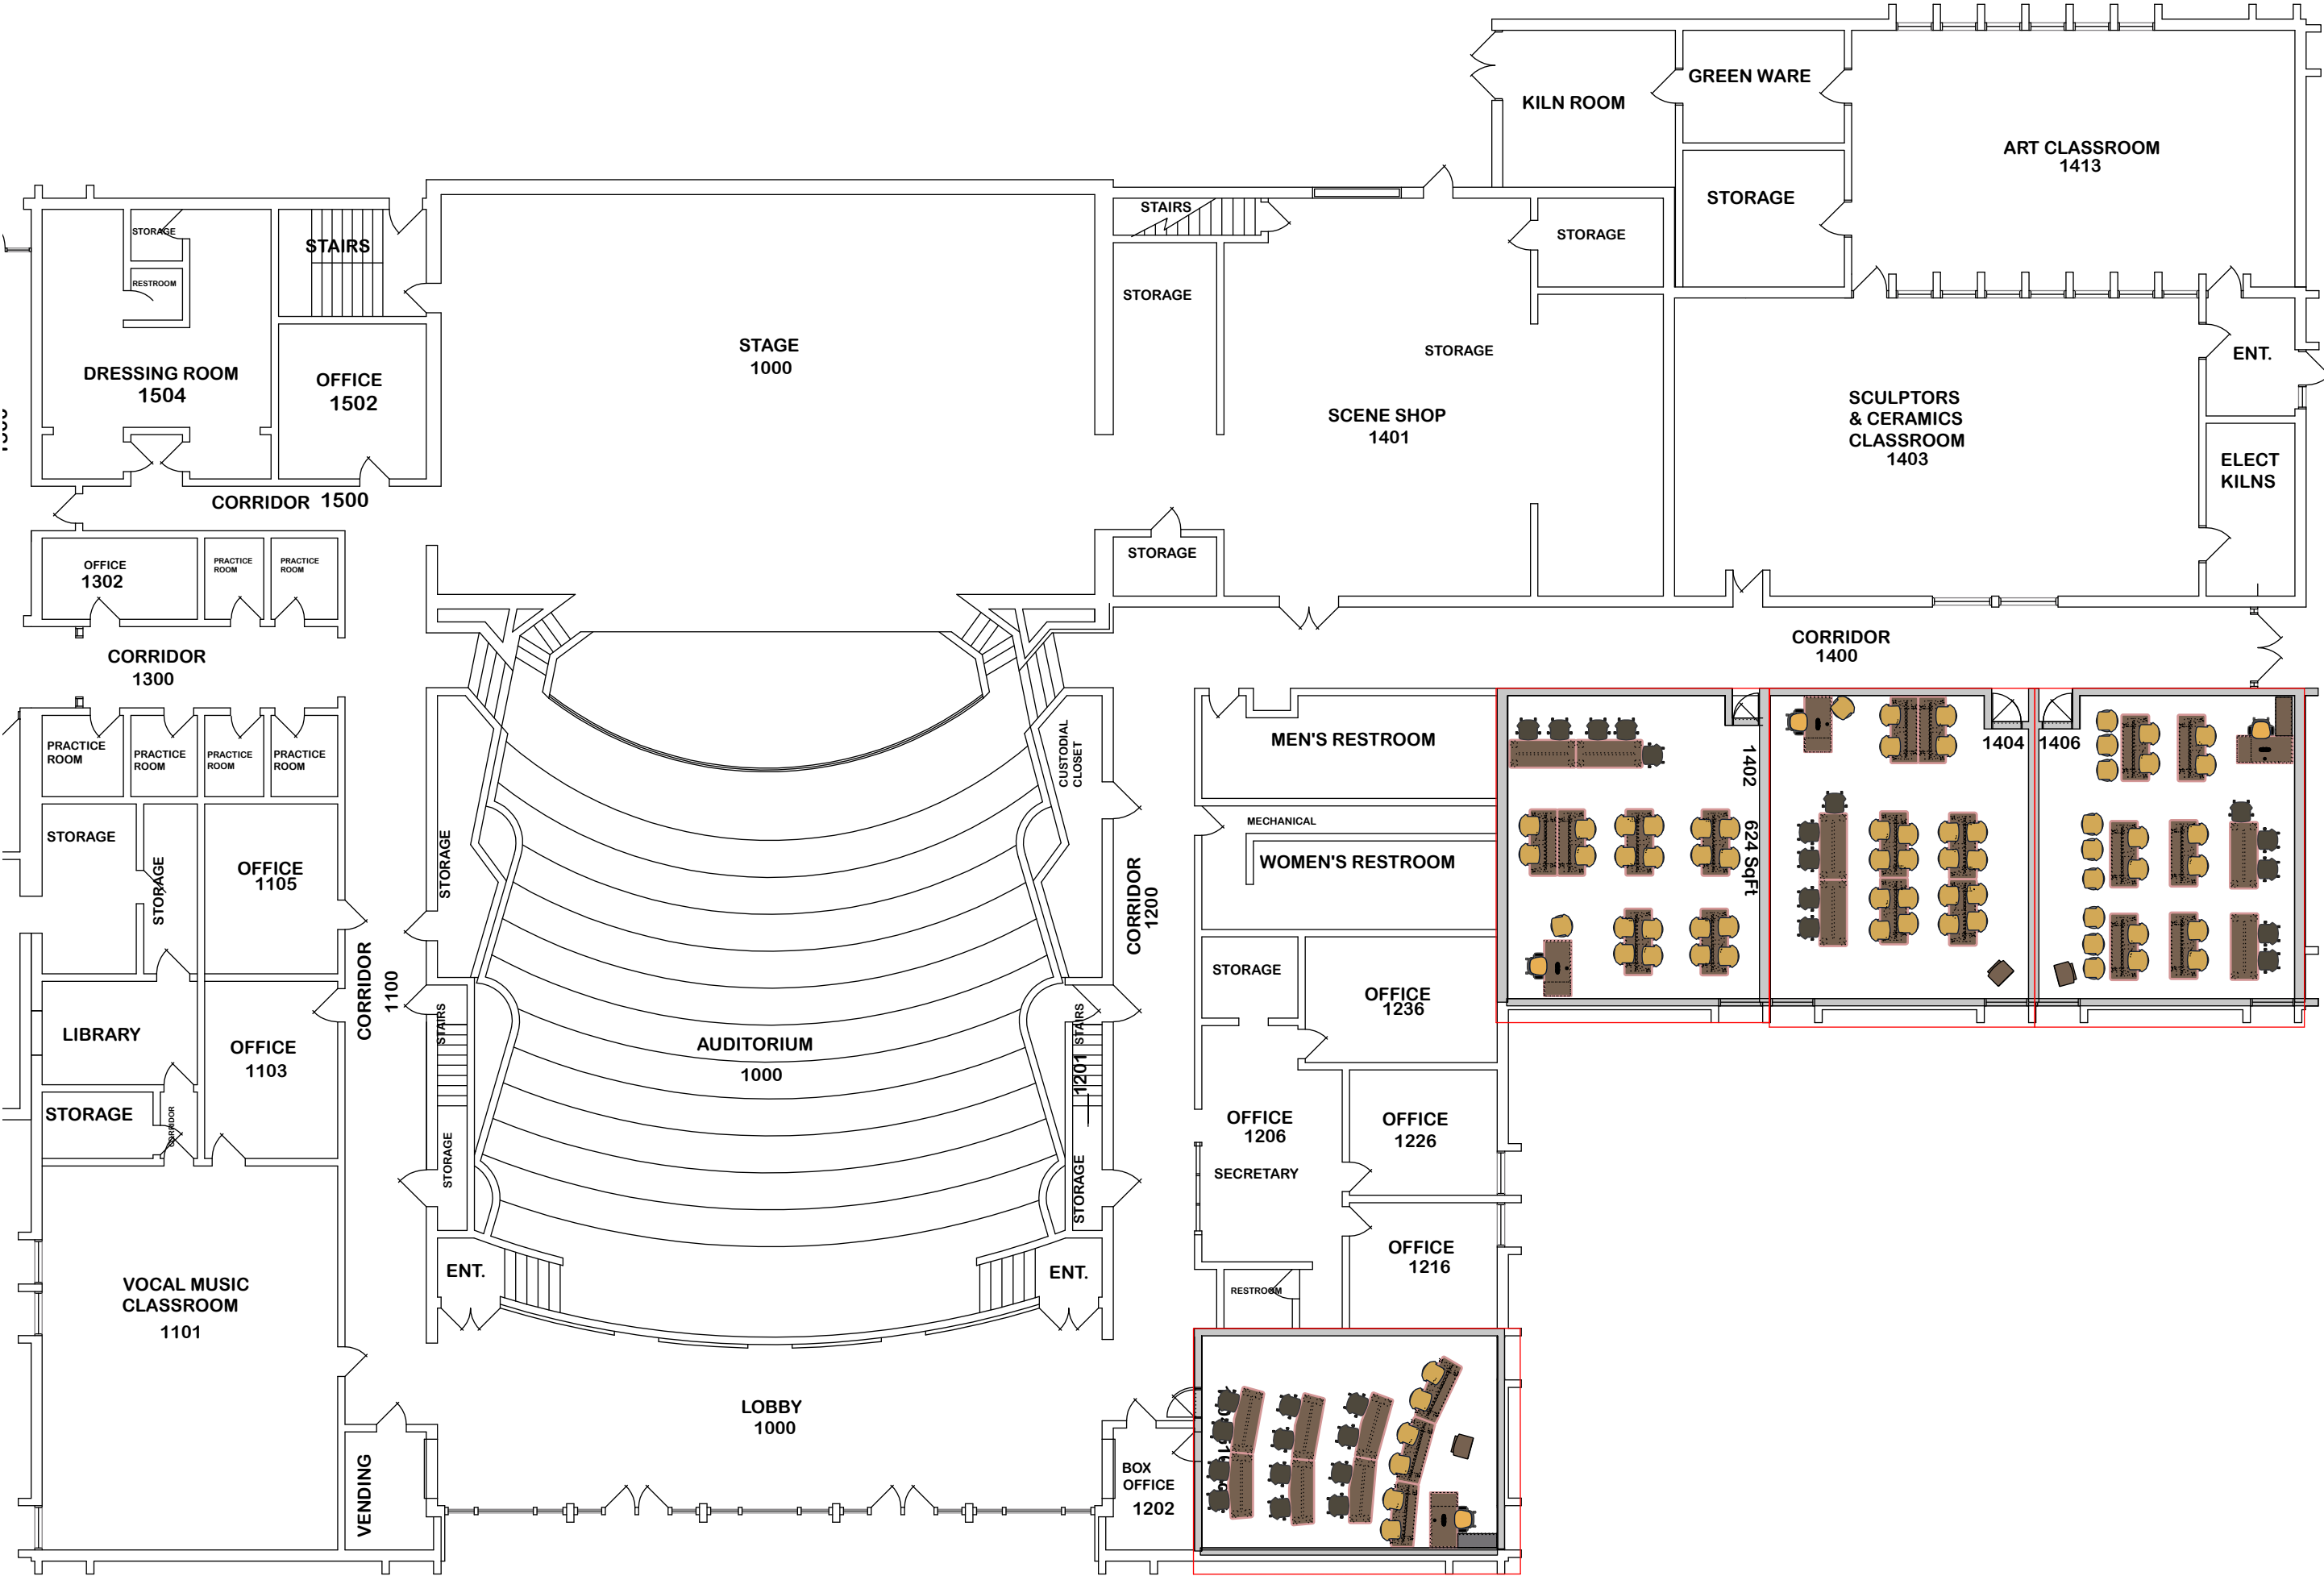 KILN ROOM
GREEN WARE
STORAGE
ART CLASSROOM
1413
STORAGE
RESTROOM
STAIRS
DRESSING ROOM
1504
OFFICE
1502
STAGE
1000
STAIRS
STORAGE
STORAGE
STORAGE
SCENE SHOP
1401
SCULPTORS
& CERAMICS
CLASSROOM
1403
ENT.
ELECT
KILNS
CORRIDOR 1500
STORAGE
OFFICE
1302
PRACTICE
ROOM
PRACTICE
ROOM
CORRIDOR
1300
CORRIDOR
1400
PRACTICE
ROOM
PRACTICE
ROOM
PRACTICE
ROOM
PRACTICE
ROOM
CUSTODIAL
CLOSET
MEN'S RESTROOM
1402
624 SqFt
1404
1406
STORAGE
STORAGE
OFFICE
1105
STORAGE
CORRIDOR
1200
MECHANICAL
WOMEN'S RESTROOM
CORRIDOR
1100
STORAGE
OFFICE
1236
LIBRARY
OFFICE
1103
STAIRS
AUDITORIUM
1000
STAIRS
1201
STORAGE
CORRIDOR
OFFICE
1206
OFFICE
1226
STORAGE
STORAGE
SECRETARY
VOCAL MUSIC
CLASSROOM
1101
ENT.
ENT.
OFFICE
1216
RESTROOM
LOBBY
1000
VENDING
BOX
OFFICE
1202